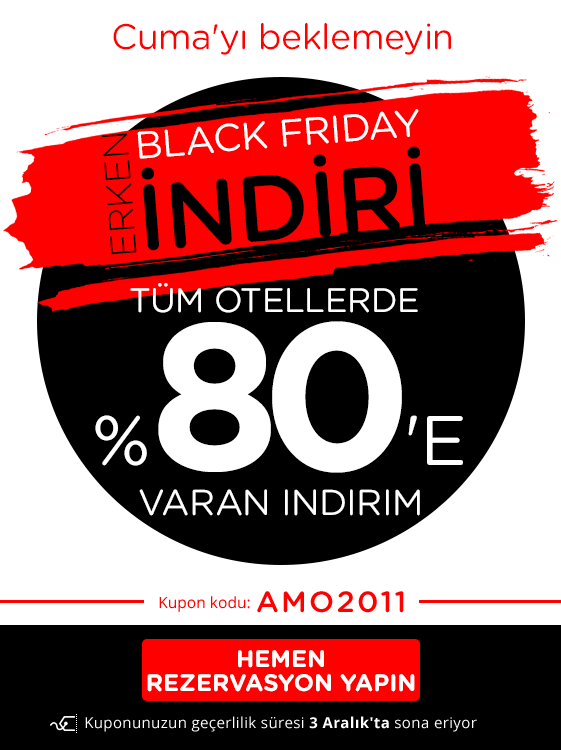 Cuma'yı beklemeyin
ERKEN
BLACK FRIDAY
İNDİRİ
TÜM OTELLERDE
%80'E
VARAN INDIRIM
Kupon kodu: AMO2011
HEMEN
REZERVASYON YAPIN
Kuponunuzun geçerlilik süresi 3 Aralık'ta sona eriyor